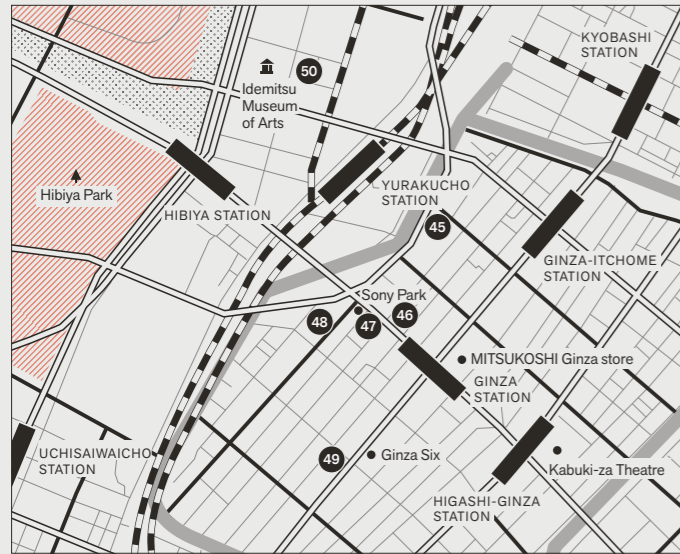 KYOBASHI
STATION
50
Idemitsu
Museum
of Arts
Hibiya Park
HIBIYA STATION
YURAKUCHO
STATION
45
GINZA-ITCHOME
STATION
Sony Park
46
47
48
MITSUKOSHI Ginza store
GINZA
STATION
UCHISAIWAICHO
STATION
49
Ginza Six
Kabuki-za Theatre
HIGASHI-GINZA
STATION